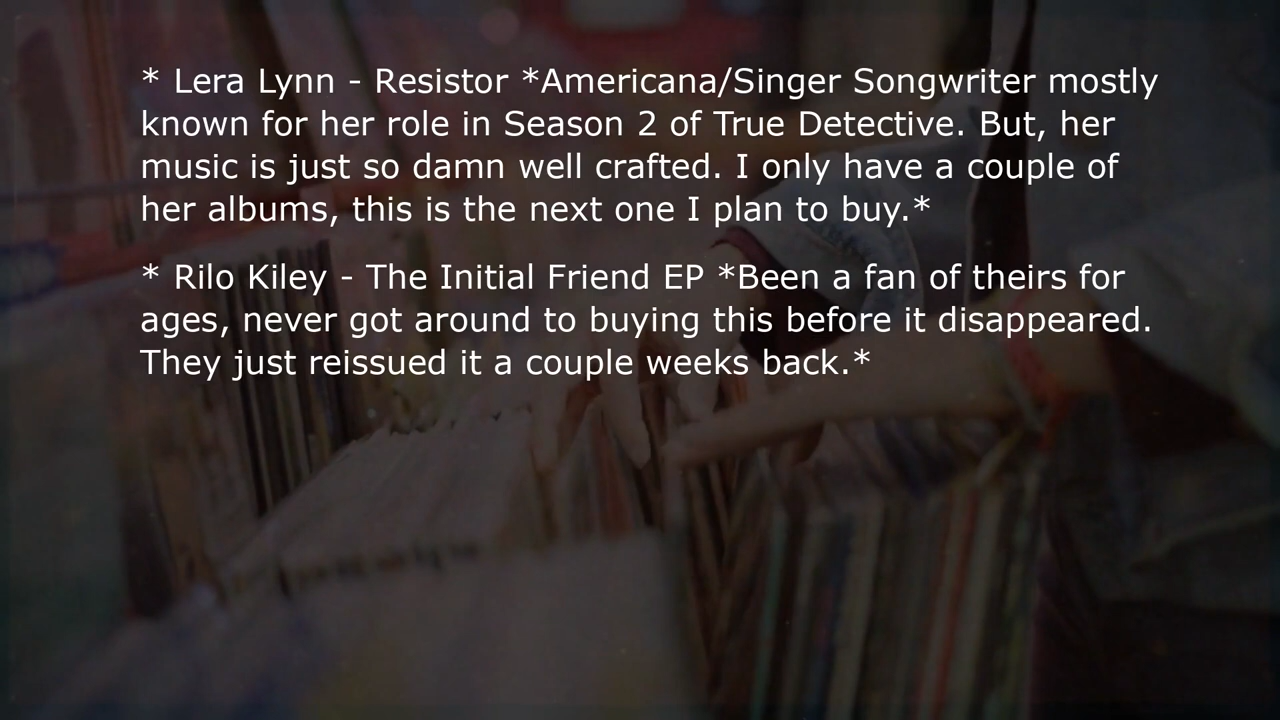 * Lera Lynn - Resistor *Americana/Singer Songwriter mostly
known for her role in Season 2 of True Detective. But, her
music is just so damn well crafted. I only have a couple of
her albums, this is the next one I plan to buy.*
* Rilo Kiley - The Initial Friend EP *Been a fan of theirs for
ages, never got around to buying this before it disappeared.
They just reissued it a couple weeks back.*